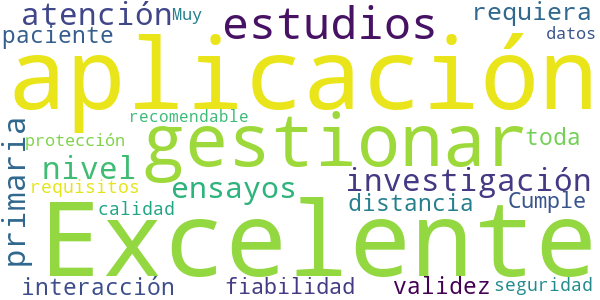 atención Muy estudios requiera
paciente datos
aplicación
recomendable
protección gestionar toda
primaria
nivel investigación
requisitos ensayos
calidad distancia Cumple
Excelente
interacción fiabilidad validez seguridad